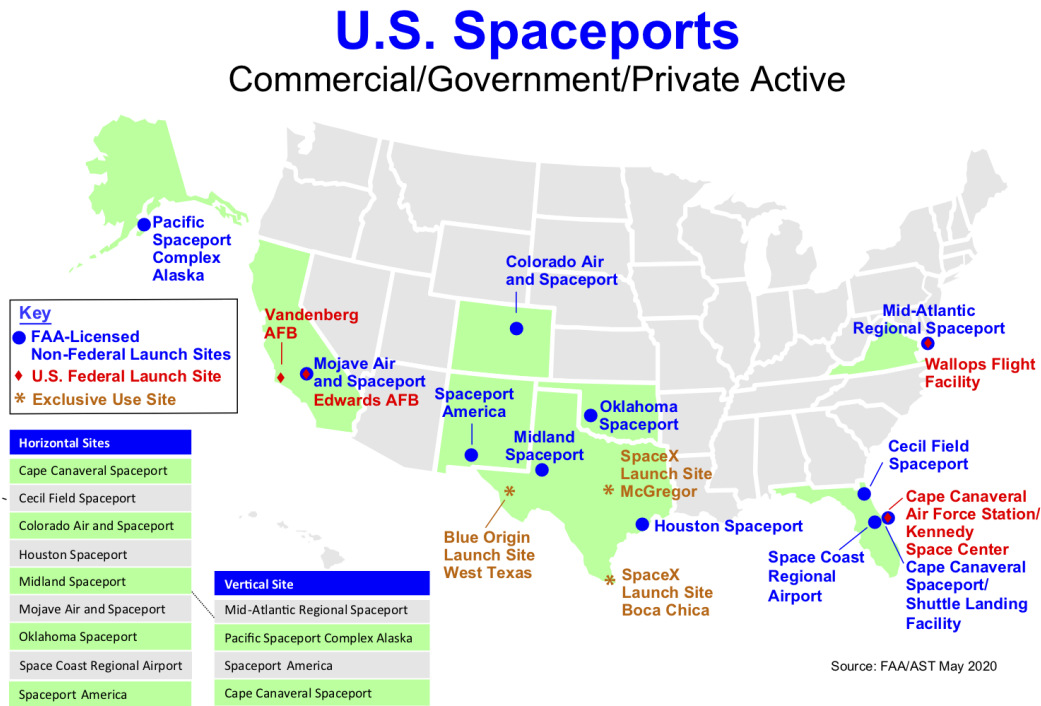 U.S. Spaceports
Commercial/Government/Private Active
Pacific
Spaceport
Complex
Alaska
Colorado Air
and Spaceport
Key
FAA-Licensed
Non-Federal Launch Sites
U.S. Federal Launch Site
Exclusive Use Site
Vandenberg
AFB
Mojave Air
and Spaceport
Edwards AFB
Spaceport
America
Midland
Spaceport
Oklahoma
Spaceport
SpaceX
Launch Site
McGregor
Mid-Atlantic
Regional Spaceport
Wallops Flight
Facility
Cecil Field
Spaceport
Cape Canaveral
Air Force Station/
Kennedy
Space Center
Cape Canaveral
Spaceport/
Shuttle Landing
Facility
Space Coast
Regional
Airport
Houston Spaceport
Blue Origin
Launch Site
West Texas
SpaceX
Launch Site
Boca Chica
Horizontal Sites
Cape Canaveral Spaceport
Cecil Field Spaceport
Colorado Air and Spaceport
Houston Spaceport
Midland Spaceport
Mojave Air and Spaceport
Oklahoma Spaceport
Space Coast Regional Airport
Spaceport America
Vertical Site
Mid-Atlantic Regional Spaceport
Pacific Spaceport Complex Alaska
Spaceport America
Cape Canaveral Spaceport
Source: FAA/AST May 2020